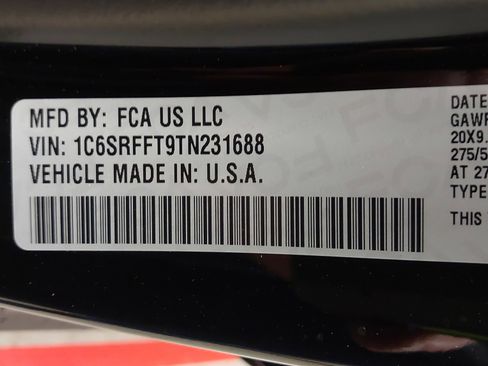 MFD BY: FCA US LLC
VIN: 1C6SRFFT9TN231688
VEHICLE MADE IN: U.S.A.
DATE
GAWR
20X9.
275/5
AT 27
TYPE
THIS